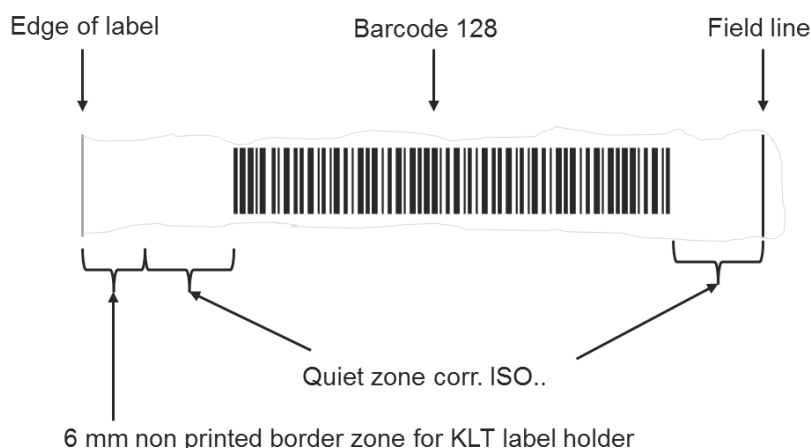 Edge of label
Barcode 128
Field line
Quiet zone corr. ISO..
6 mm non printed border zone for KLT label holder